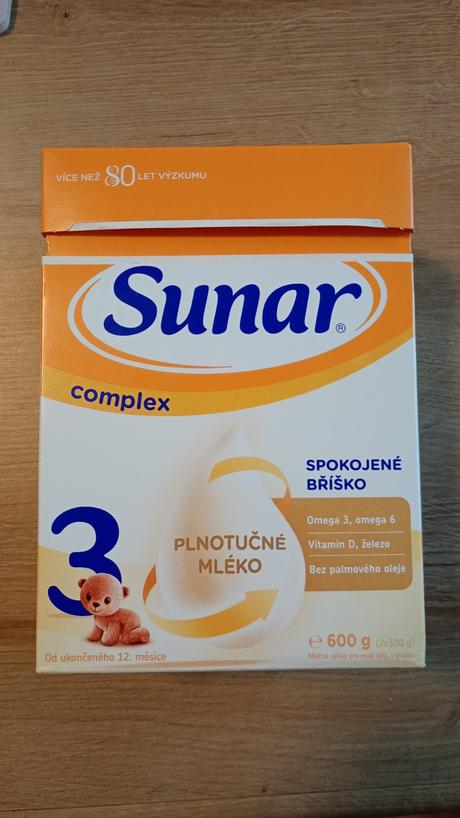 VÍCE NEŽ 80 LET VÝZKUMU
Sunar®
complex
SPOKOJENÉ
BŘÍŠKO
Omega 3, omega 6
Vitamin D, železo
Bez palmového oleje
PLNOTUČNÉ
MLÉKO
3
Od ukončeného 12. měsíce
℮ 600 g (2x300 g)
Mléčná výživa pro malé děti, v prášku